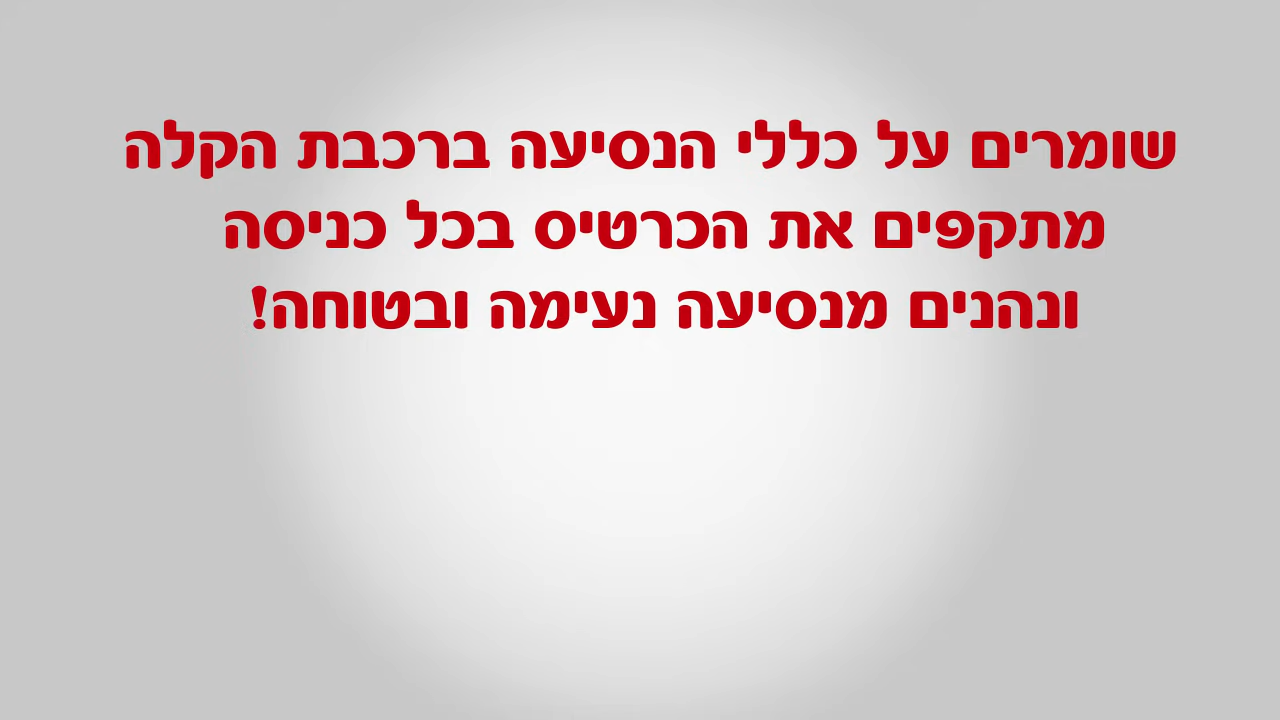 שומרים על כללי הנסיעה ברכבת הקלה
מתקפים את הכרטיס בכל כניסה
ונהנים מנסיעה נעימה ובטוחה!